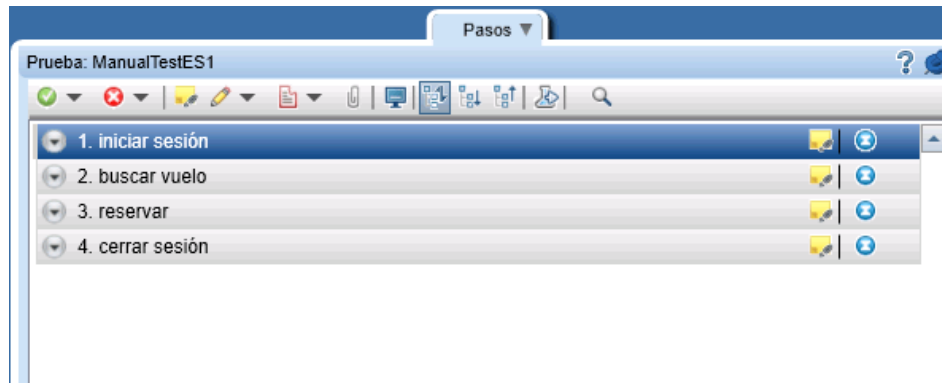 Pasos
Prueba: ManualTestES1
1. iniciar sesión
2. buscar vuelo
3. reservar
4. cerrar sesión